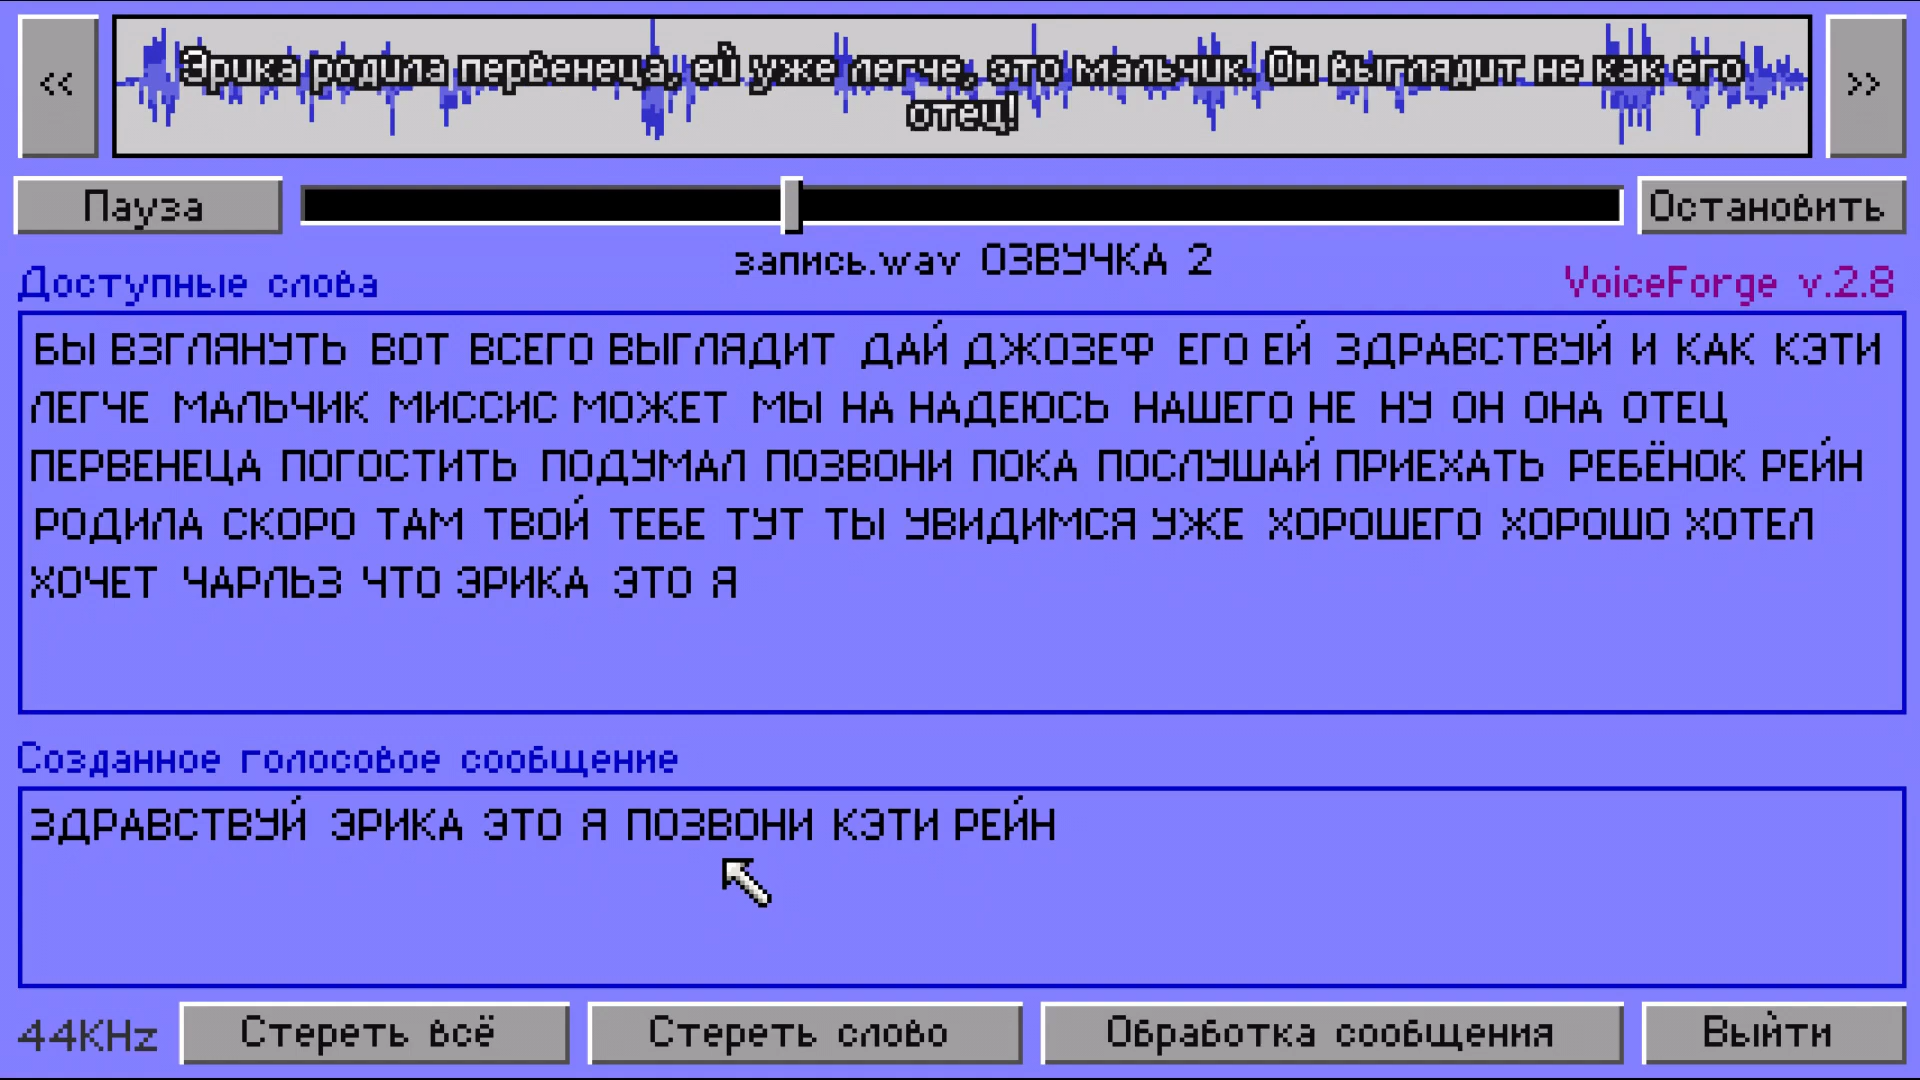 << Эрика родила первенеца, ей уже легче, это мальчик. Он выглядит не как его >>
отец!
Пауза Остановить
запись.wav ОЗВУЧКА 2
Доступные слова VoiceForge v.2.8
БЫ ВЗГЛЯНУТЬ ВОТ ВСЕГО ВЫГЛЯДИТ ДАЙ ДЖОЗЕФ ЕГО ЕЙ ЗДРАВСТВУЙ И КАК КЭТИ
ЛЕГЧЕ МАЛЬЧИК МИССИС МОЖЕТ МЫ НА НАДЕЮСЬ НАШЕГО НЕ НУ ОН ОНА ОТЕЦ
ПЕРВЕНЕЦА ПОГОСТИТЬ ПОДУМАЛ ПОЗВОНИ ПОКА ПОСЛУШАЙ ПРИЕХАТЬ РЕБЁНОК РЕЙН
РОДИЛА СКОРО ТАМ ТВОЙ ТЕБЕ ТУТ ТЫ УВИДИМСЯ УЖЕ ХОРОШЕГО ХОРОШО ХОТЕЛ
ХОЧЕТ ЧАРЛЬЗ ЧТО ЭРИКА ЭТО Я
Созданное голосовое сообщение
ЗДРАВСТВУЙ ЭРИКА ЭТО Я ПОЗВОНИ КЭТИ РЕЙН
44KHz Стереть всё Стереть слово Обработка сообщения Выйти